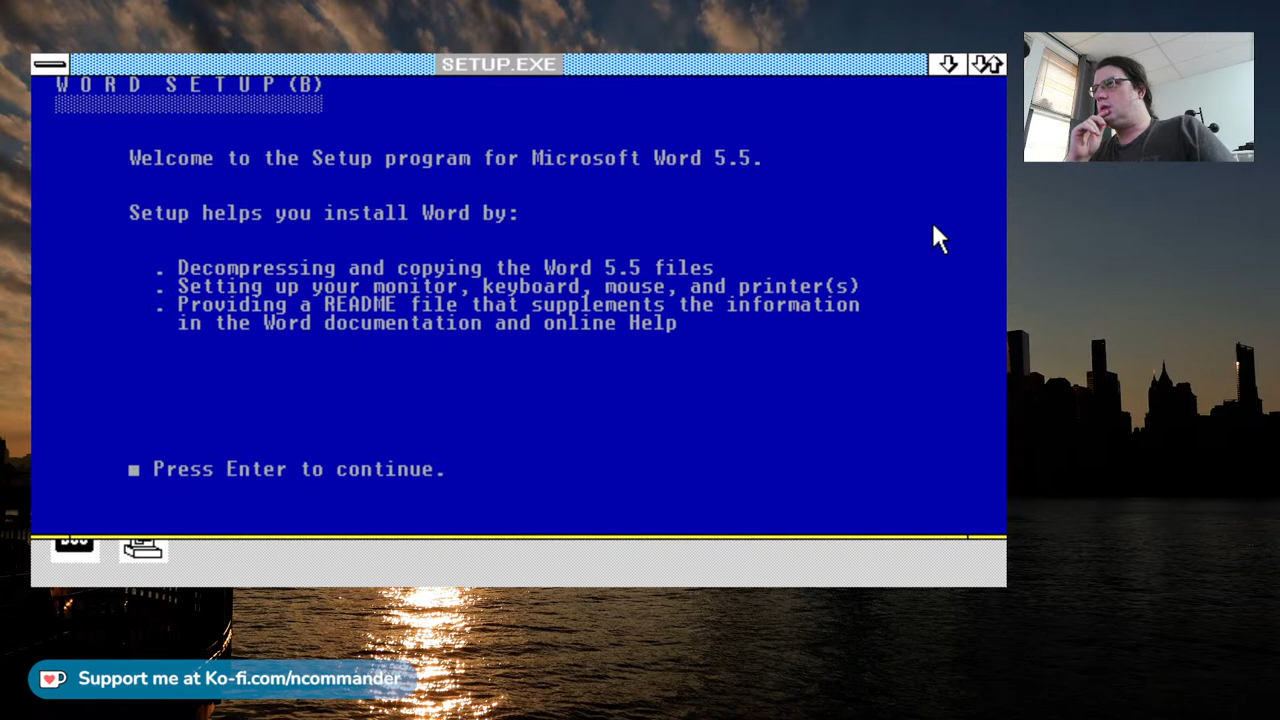 SETUP.EXE
W O R D   S E T U P (B)
Welcome to the Setup program for Microsoft Word 5.5.
Setup helps you install Word by:
. Decompressing and copying the Word 5.5 files
. Setting up your monitor, keyboard, mouse, and printer(s)
. Providing a README file that supplements the information
in the Word documentation and online Help
■ Press Enter to continue.
Support me at Ko-fi.com/ncommander